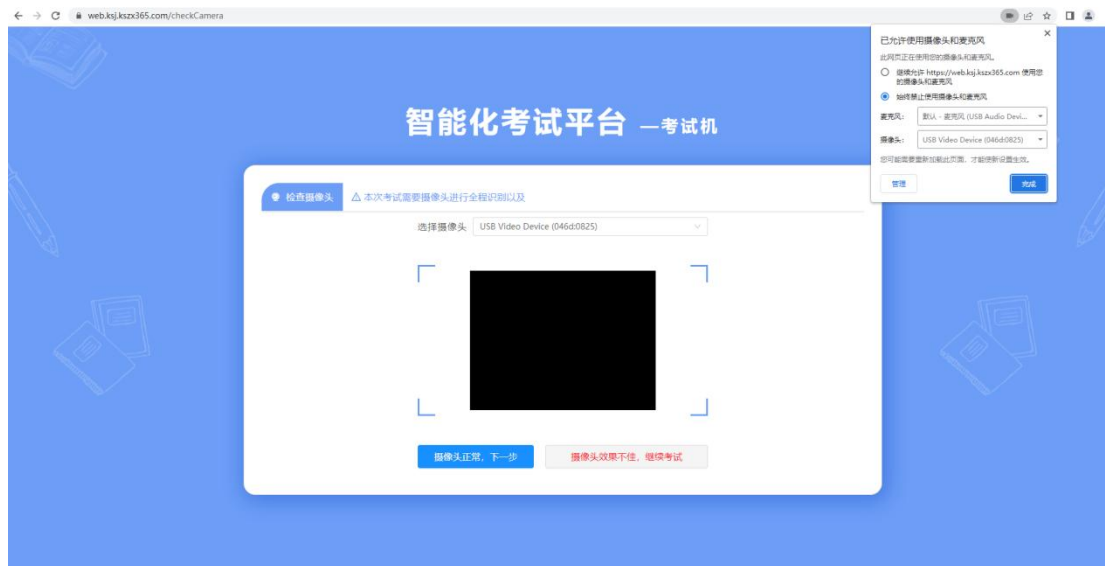 web.ksj.kszx365.com/checkCamera
已允许使用摄像头和麦克风
此网页正在使用您的摄像头和麦克风。
继续允许 https://web.ksj.kszx365.com 使用您
的摄像头和麦克风
始终禁止使用摄像头和麦克风
麦克风： 默认 - 麦克风 (USB Audio Devi...
摄像头： USB Video Device (046d:0825)
您可能需要重新加载此页面，才能使新设置生效。
管理 完成
智能化考试平台 —考试机
检查摄像头 本次考试需要摄像头进行全程识别以及
选择摄像头 USB Video Device (046d:0825)
摄像头正常，下一步 摄像头效果不佳，继续考试